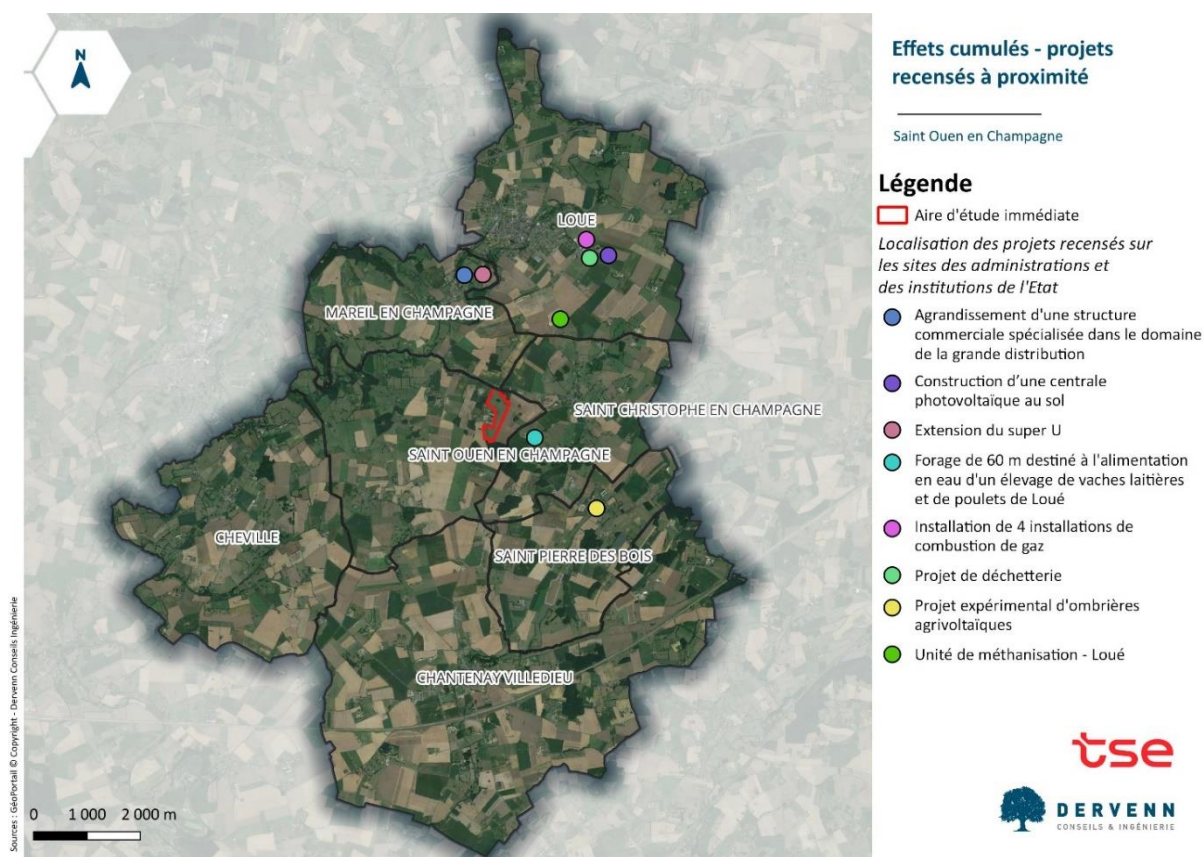 N
LOUE
MAREIL EN CHAMPAGNE
SAINT CHRISTOPHE EN CHAMPAGNE
SAINT OUEN EN CHAMPAGNE
CHEVILLE
SAINT PIERRE DES BOIS
CHANTENAY VILLEDIEU
0 1 000 2 000 m
Sources : GéoPortail © Copyright - Dervenn Conseils Ingénierie
Effets cumulés - projets
recensés à proximité
Saint Ouen en Champagne
Légende
Aire d'étude immédiate
Localisation des projets recensés sur
les sites des administrations et
des institutions de l'Etat
Agrandissement d'une structure
commerciale spécialisée dans le domaine
de la grande distribution
Construction d’une centrale
photovoltaïque au sol
Extension du super U
Forage de 60 m destiné à l'alimentation
en eau d'un élevage de vaches laitières
et de poulets de Loué
Installation de 4 installations de
combustion de gaz
Projet de déchetterie
Projet expérimental d'ombrières
agrivoltaïques
Unité de méthanisation - Loué
tse
DERVENN
CONSEILS & INGÉNIERIE